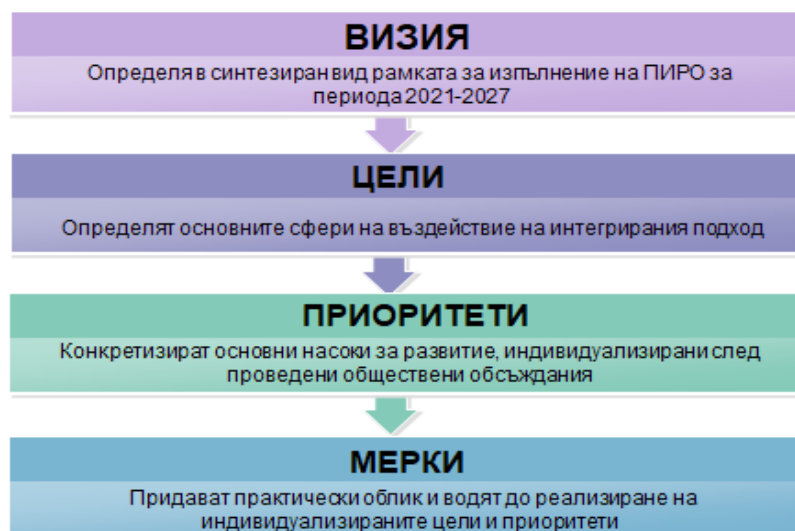 ВИЗИЯ
Определя в синтезиран вид рамката за изпълнение на ПИРО за
периода 2021-2027
ЦЕЛИ
Определят основните сфери на въздействие на интегрирания подход
ПРИОРИТЕТИ
Конкретизират основни насоки за развитие, индивидуализирани след
проведени обществени обсъждания
МЕРКИ
Придават практически облик и водят до реализиране на
индивидуализираните цели и приоритети